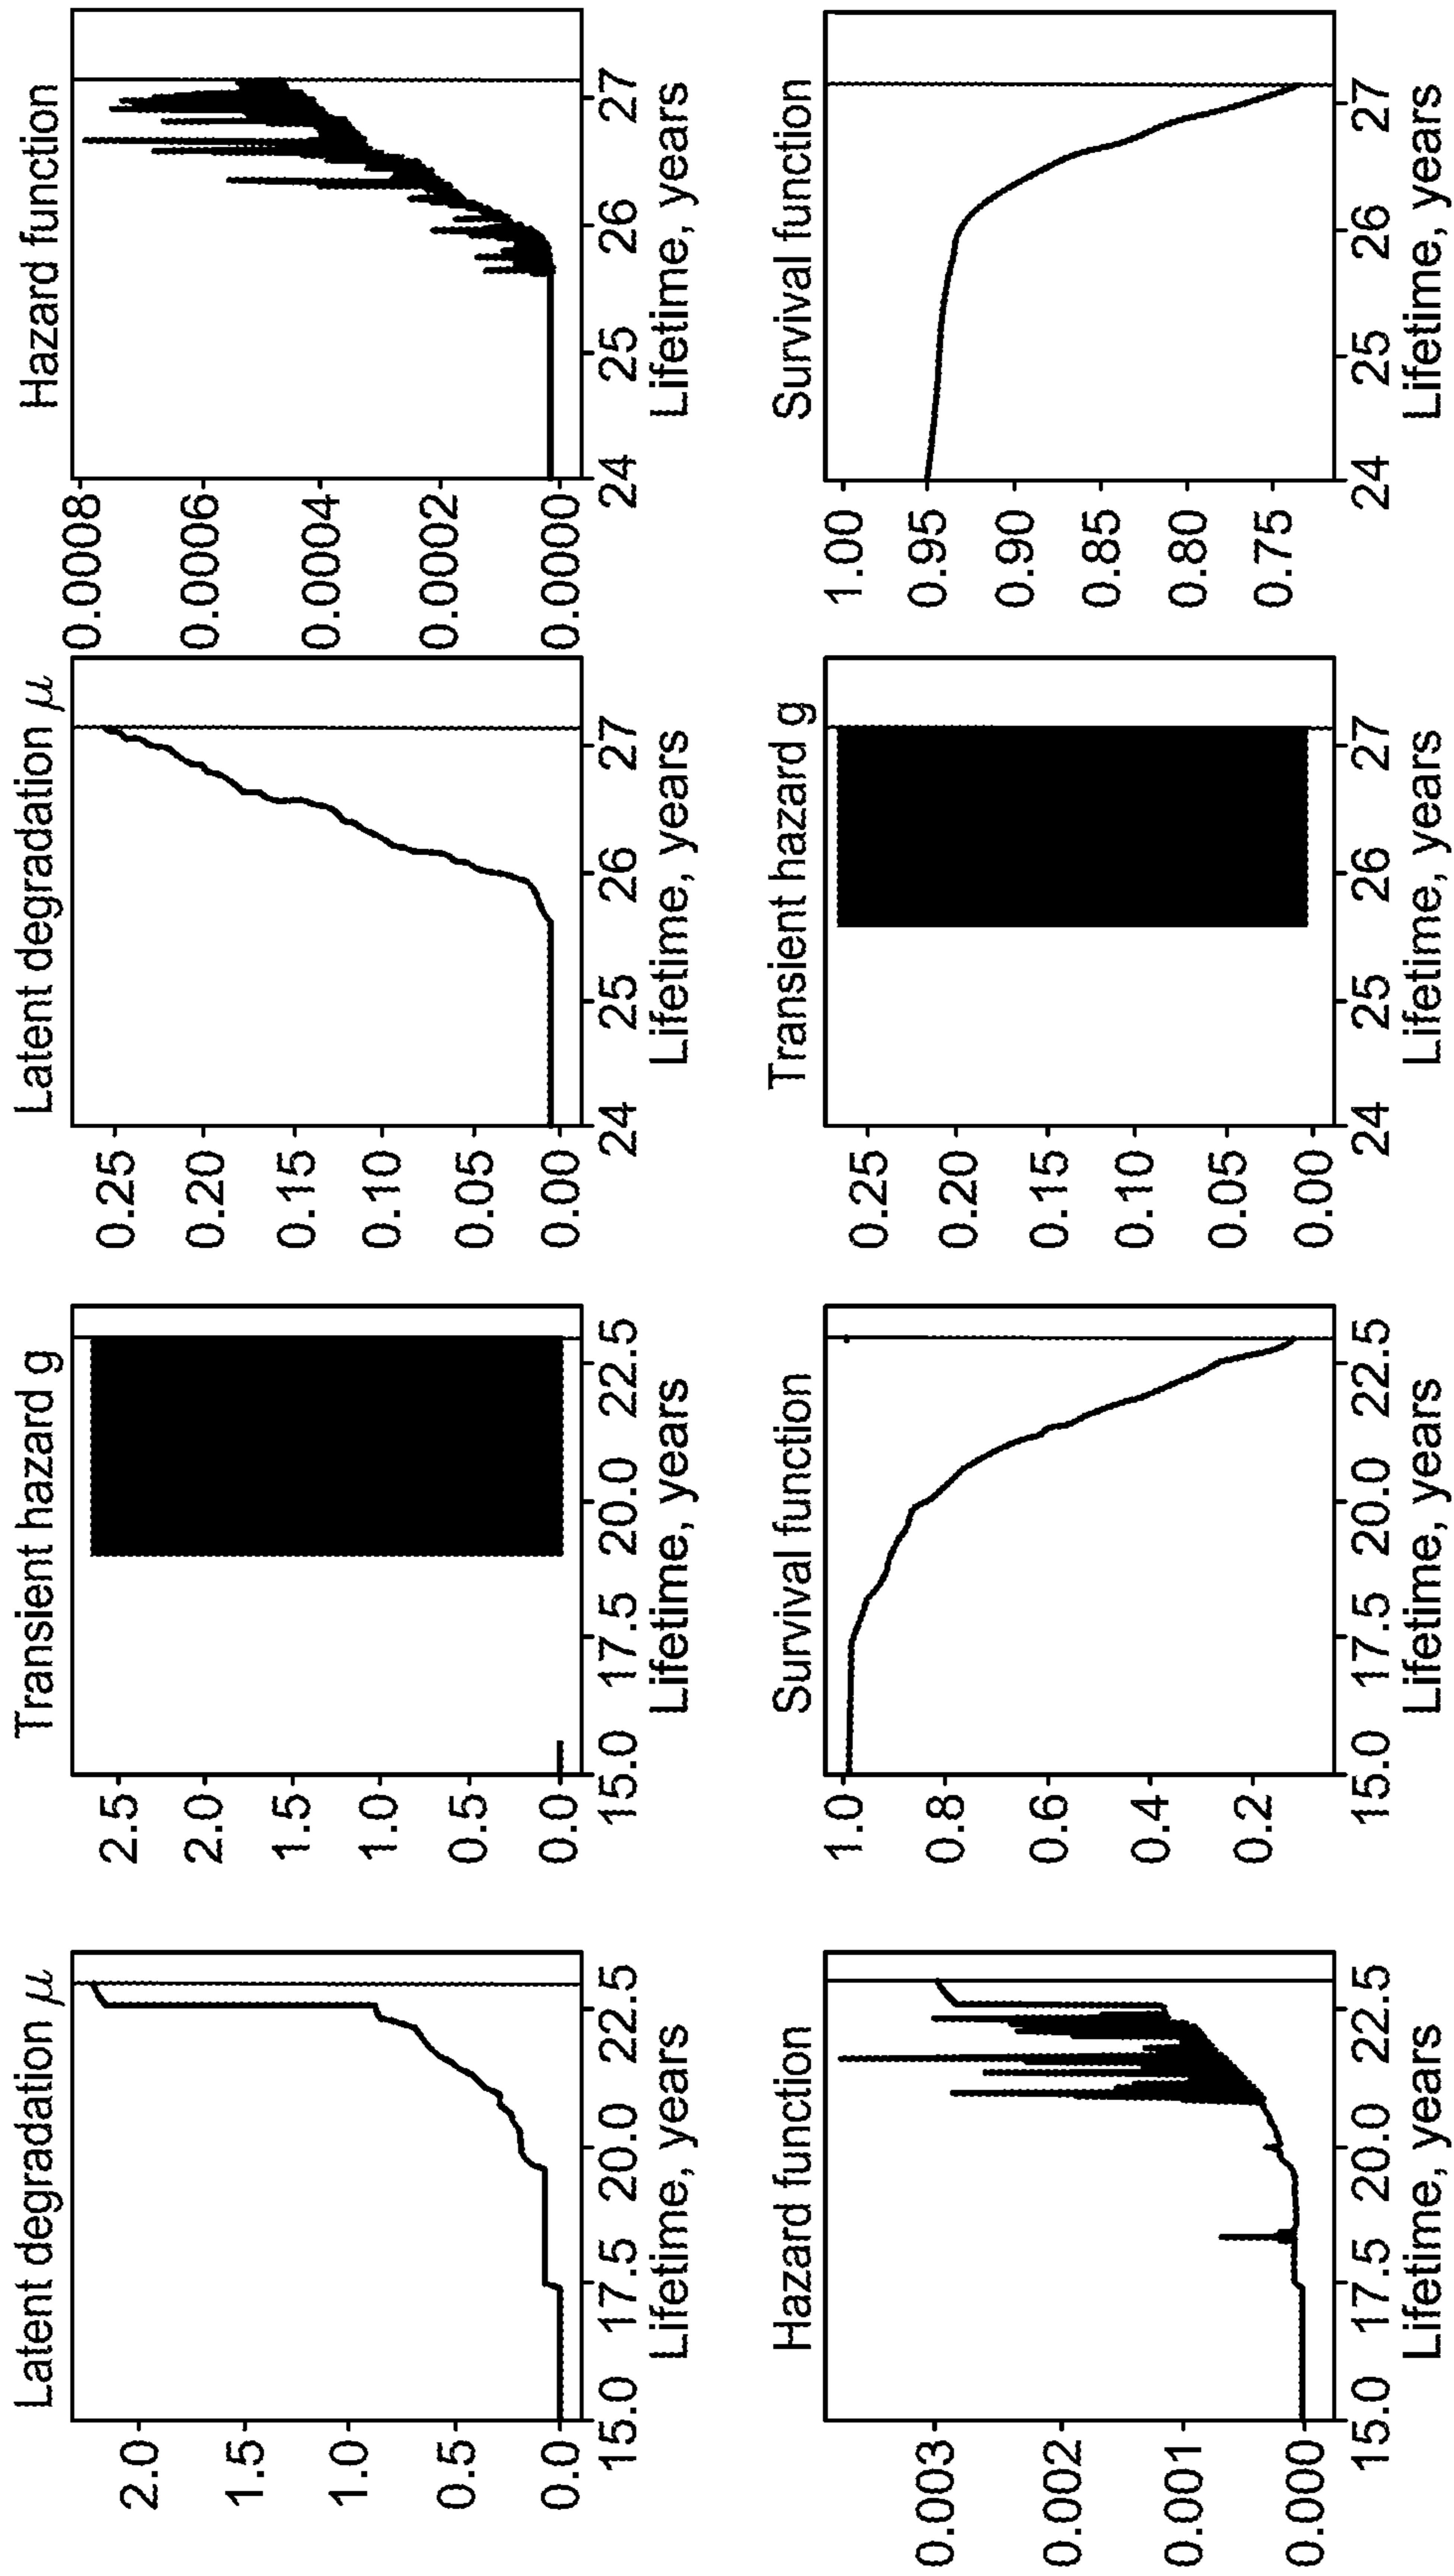 Latent degradation μ
2.0
1.5
1.0
0.5
0.0
15.0 17.5 20.0 22.5
Lifetime, years
Transient hazard g
2.5
2.0
1.5
1.0
0.5
0.0
15.0 17.5 20.0 22.5
Lifetime, years
Latent degradation μ
0.25
0.20
0.15
0.10
0.05
0.00
24 25 26 27
Lifetime, years
Hazard function
0.0008
0.0006
0.0004
0.0002
0.0000
24 25 26 27
Lifetime, years
Hazard function
0.003
0.002
0.001
0.000
15.0 17.5 20.0 22.5
Lifetime, years
Survival function
1.0
0.8
0.6
0.4
0.2
15.0 17.5 20.0 22.5
Lifetime, years
Transient hazard g
0.25
0.20
0.15
0.10
0.05
0.00
24 25 26 27
Lifetime, years
Survival function
1.00
0.95
0.90
0.85
0.80
0.75
24 25 26 27
Lifetime, years